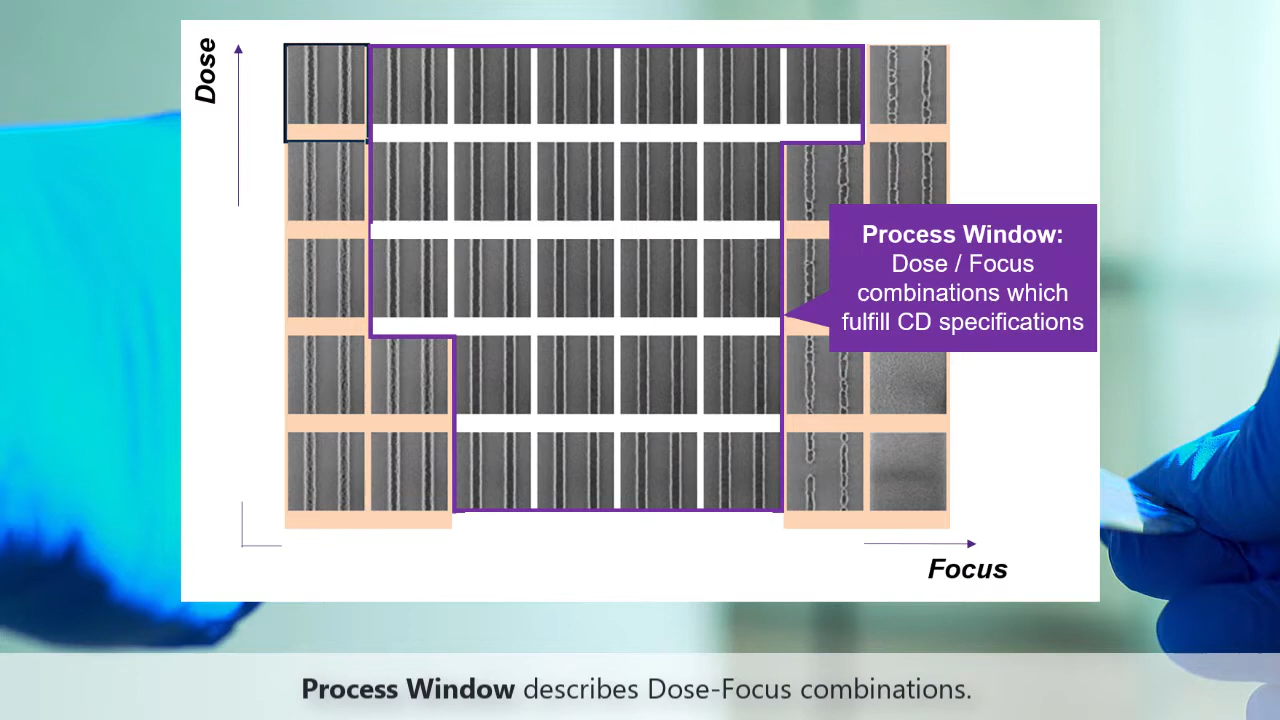 Dose
Process Window:
Dose / Focus
combinations which
fulfill CD specifications
Focus
Process Window describes Dose-Focus combinations.